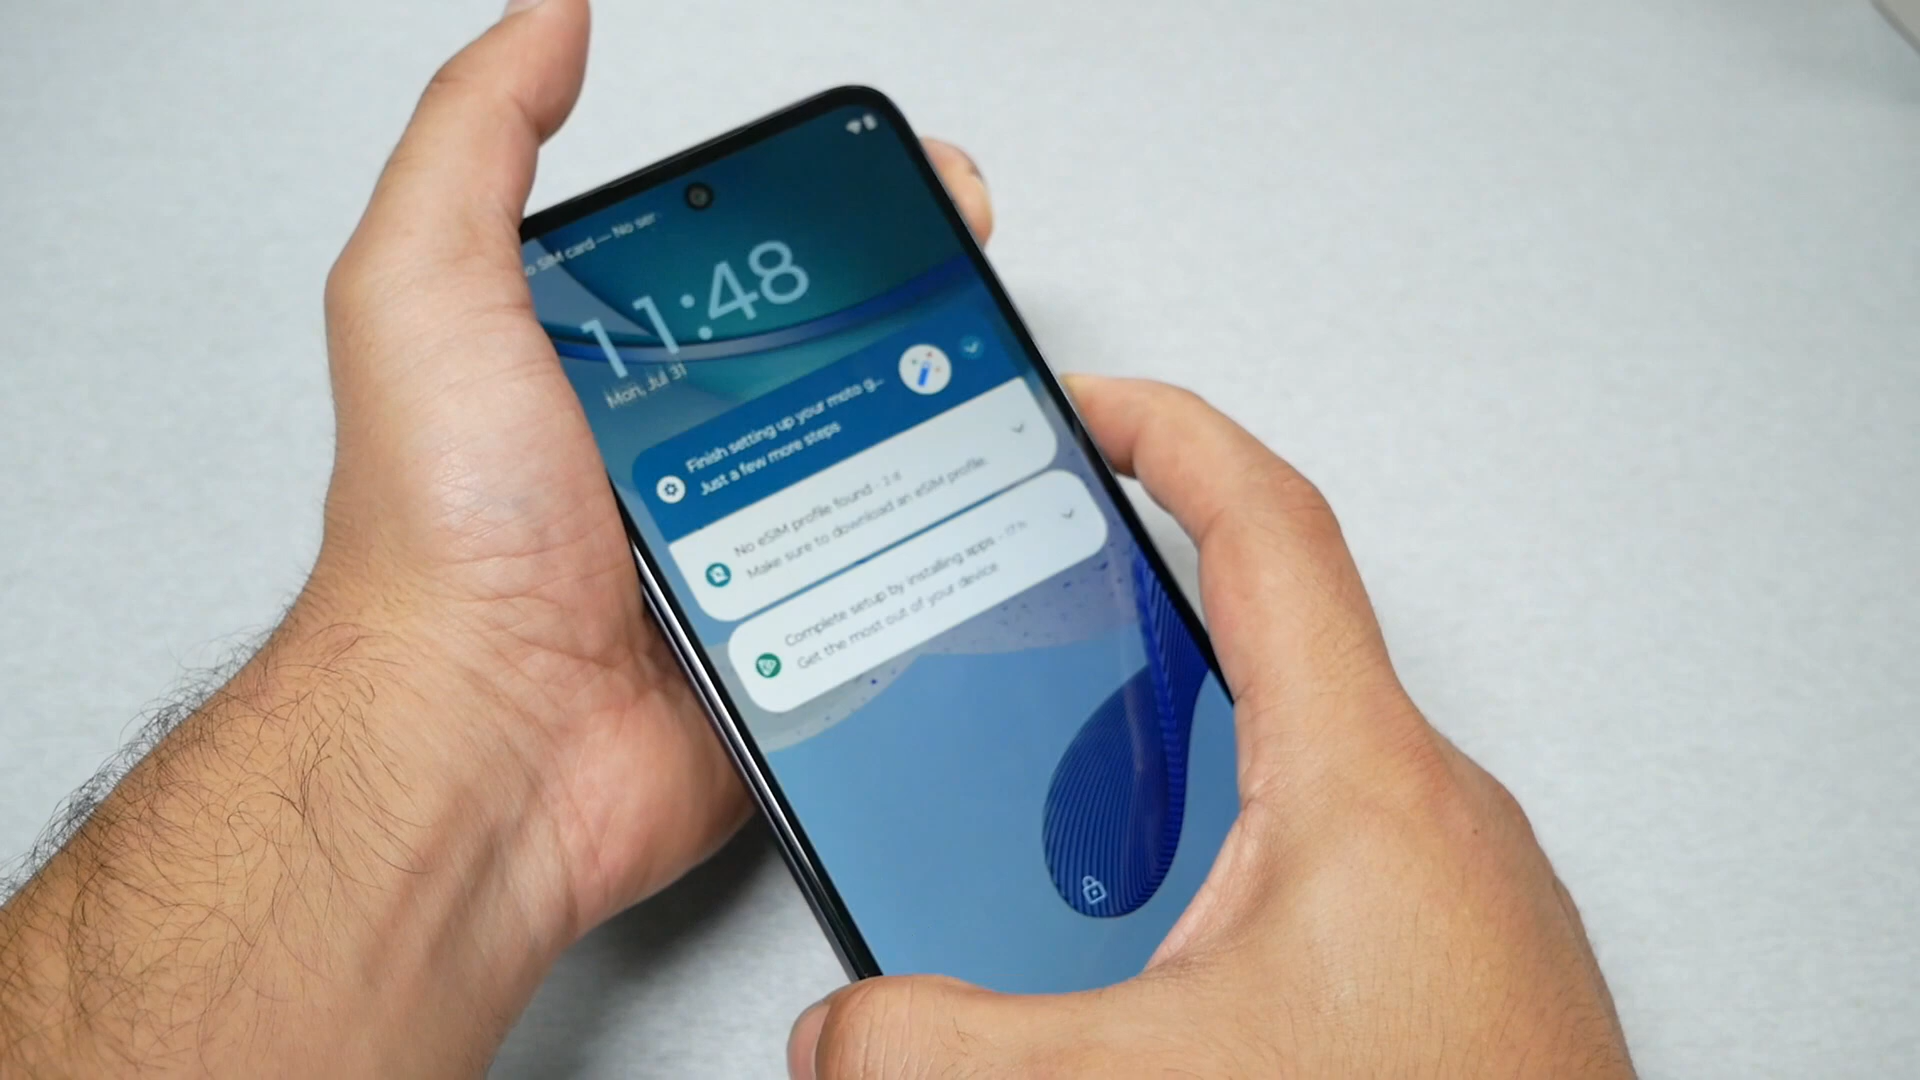 SIM card — No ser
11:48
Mon, Jul 31
Finish setting up your moto g...
Just a few more steps
No eSIM profile found · 2 d
Make sure to download an eSIM profile.
Complete setup by installing apps · 17 h
Get the most out of your device